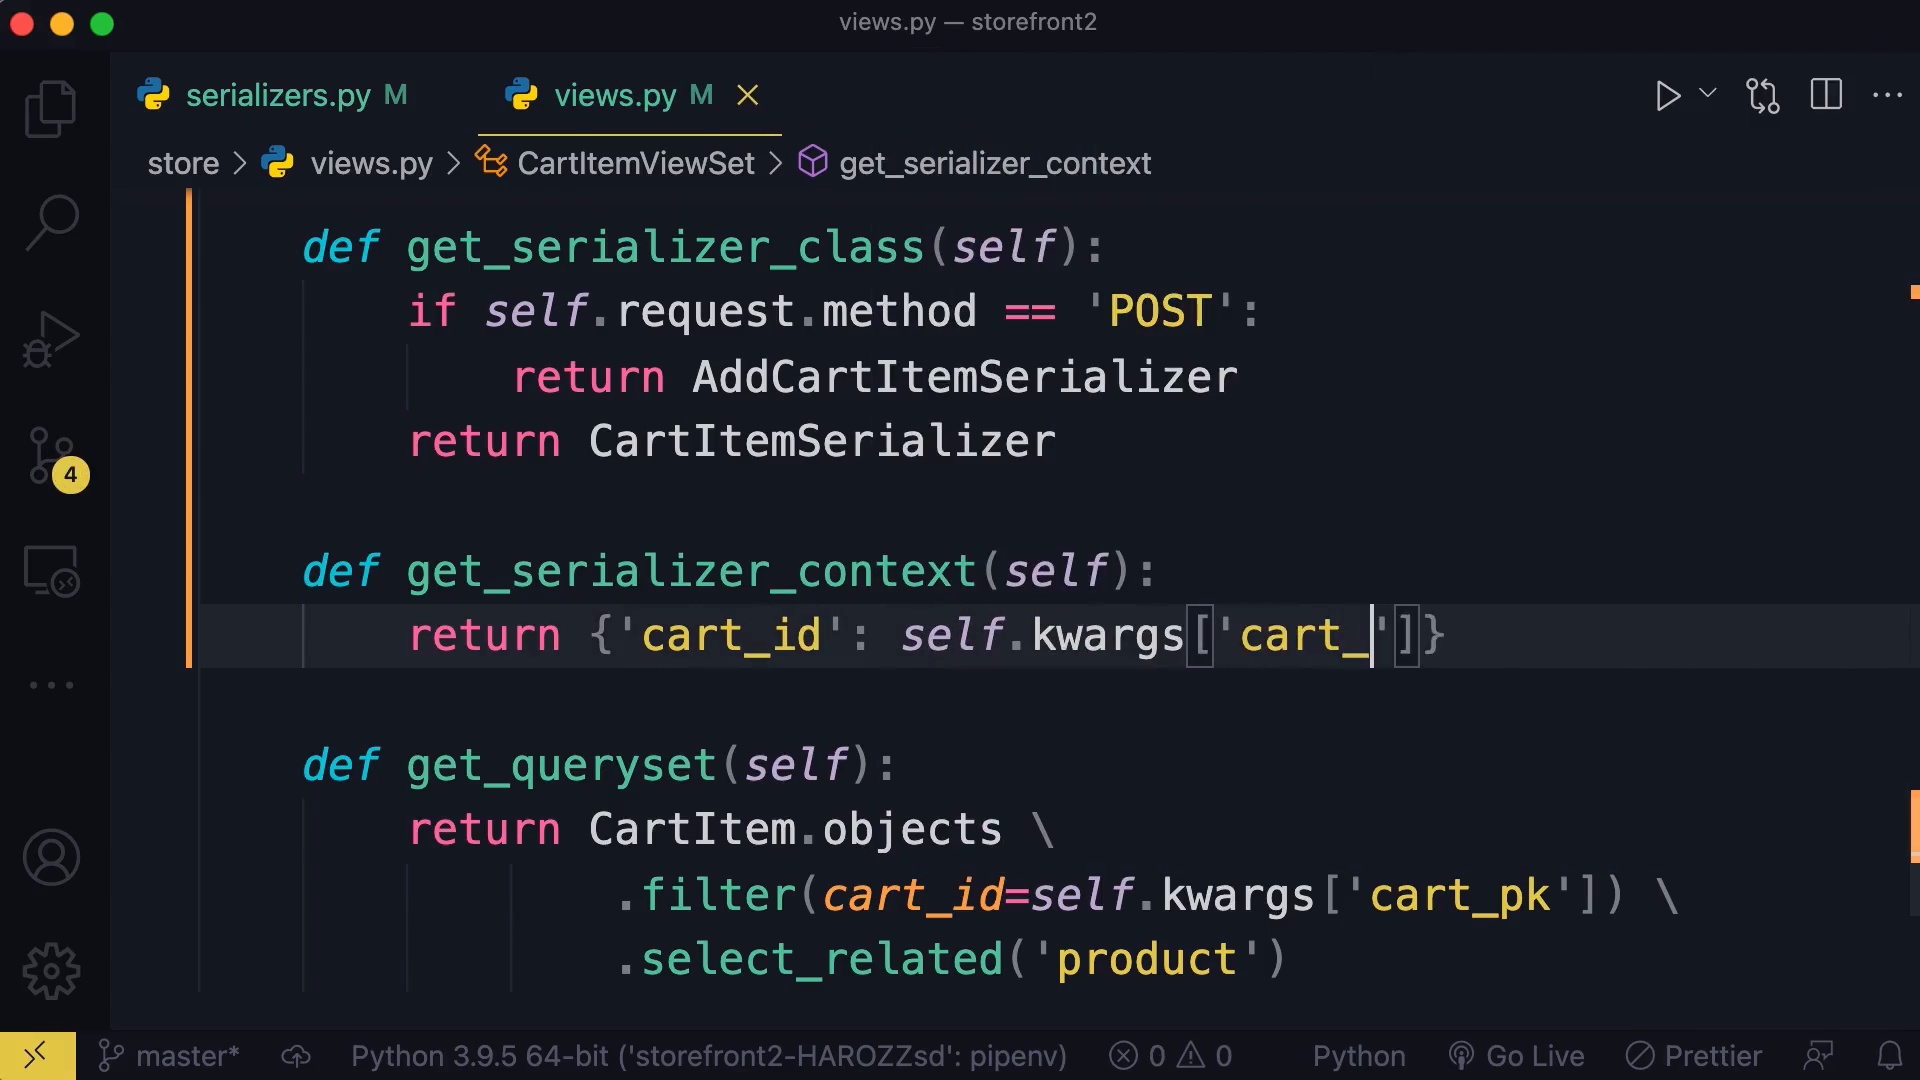 views.py — storefront2
serializers.py M
views.py M
store > views.py > CartItemViewSet > get_serializer_context
def get_serializer_class(self):
if self.request.method == 'POST':
return AddCartItemSerializer
return CartItemSerializer
def get_serializer_context(self):
return {'cart_id': self.kwargs['cart_']}
def get_queryset(self):
return CartItem.objects \
.filter(cart_id=self.kwargs['cart_pk']) \
.select_related('product')
4
master* Python 3.9.5 64-bit ('storefront2-HAROZZsd': pipenv) 0 0 Python Go Live Prettier